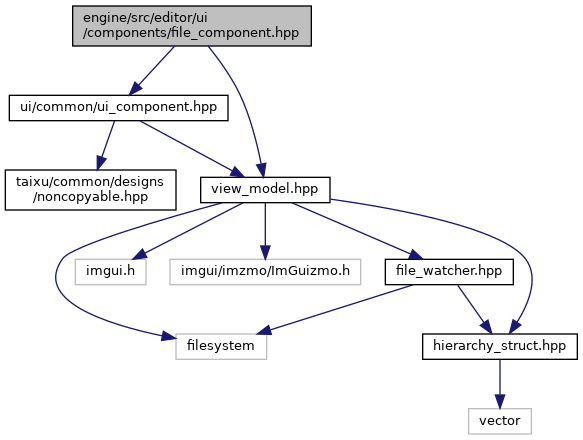 engine/src/editor/ui
/components/file_component.hpp
ui/common/ui_component.hpp
taixu/common/designs
/noncopyable.hpp
view_model.hpp
imgui.h
imgui/imzmo/ImGuizmo.h
file_watcher.hpp
filesystem
hierarchy_struct.hpp
vector